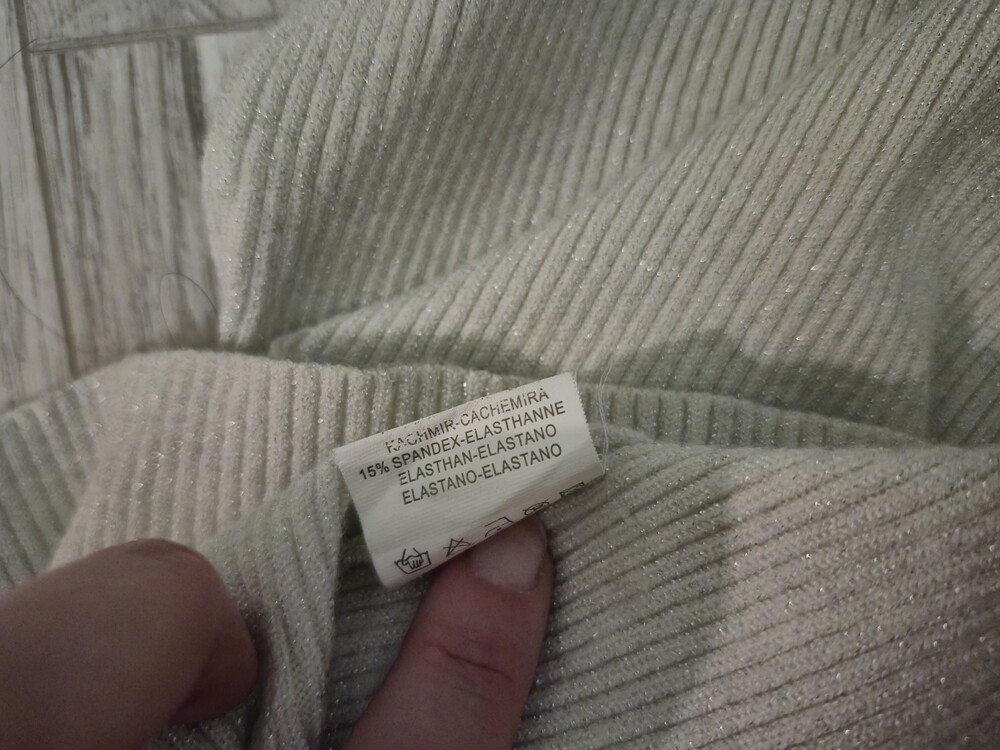 KACHMIR-CACHEMIRA
15% SPANDEX-ELASTHANNE
ELASTHAN-ELASTANO
ELASTANO-ELASTANO